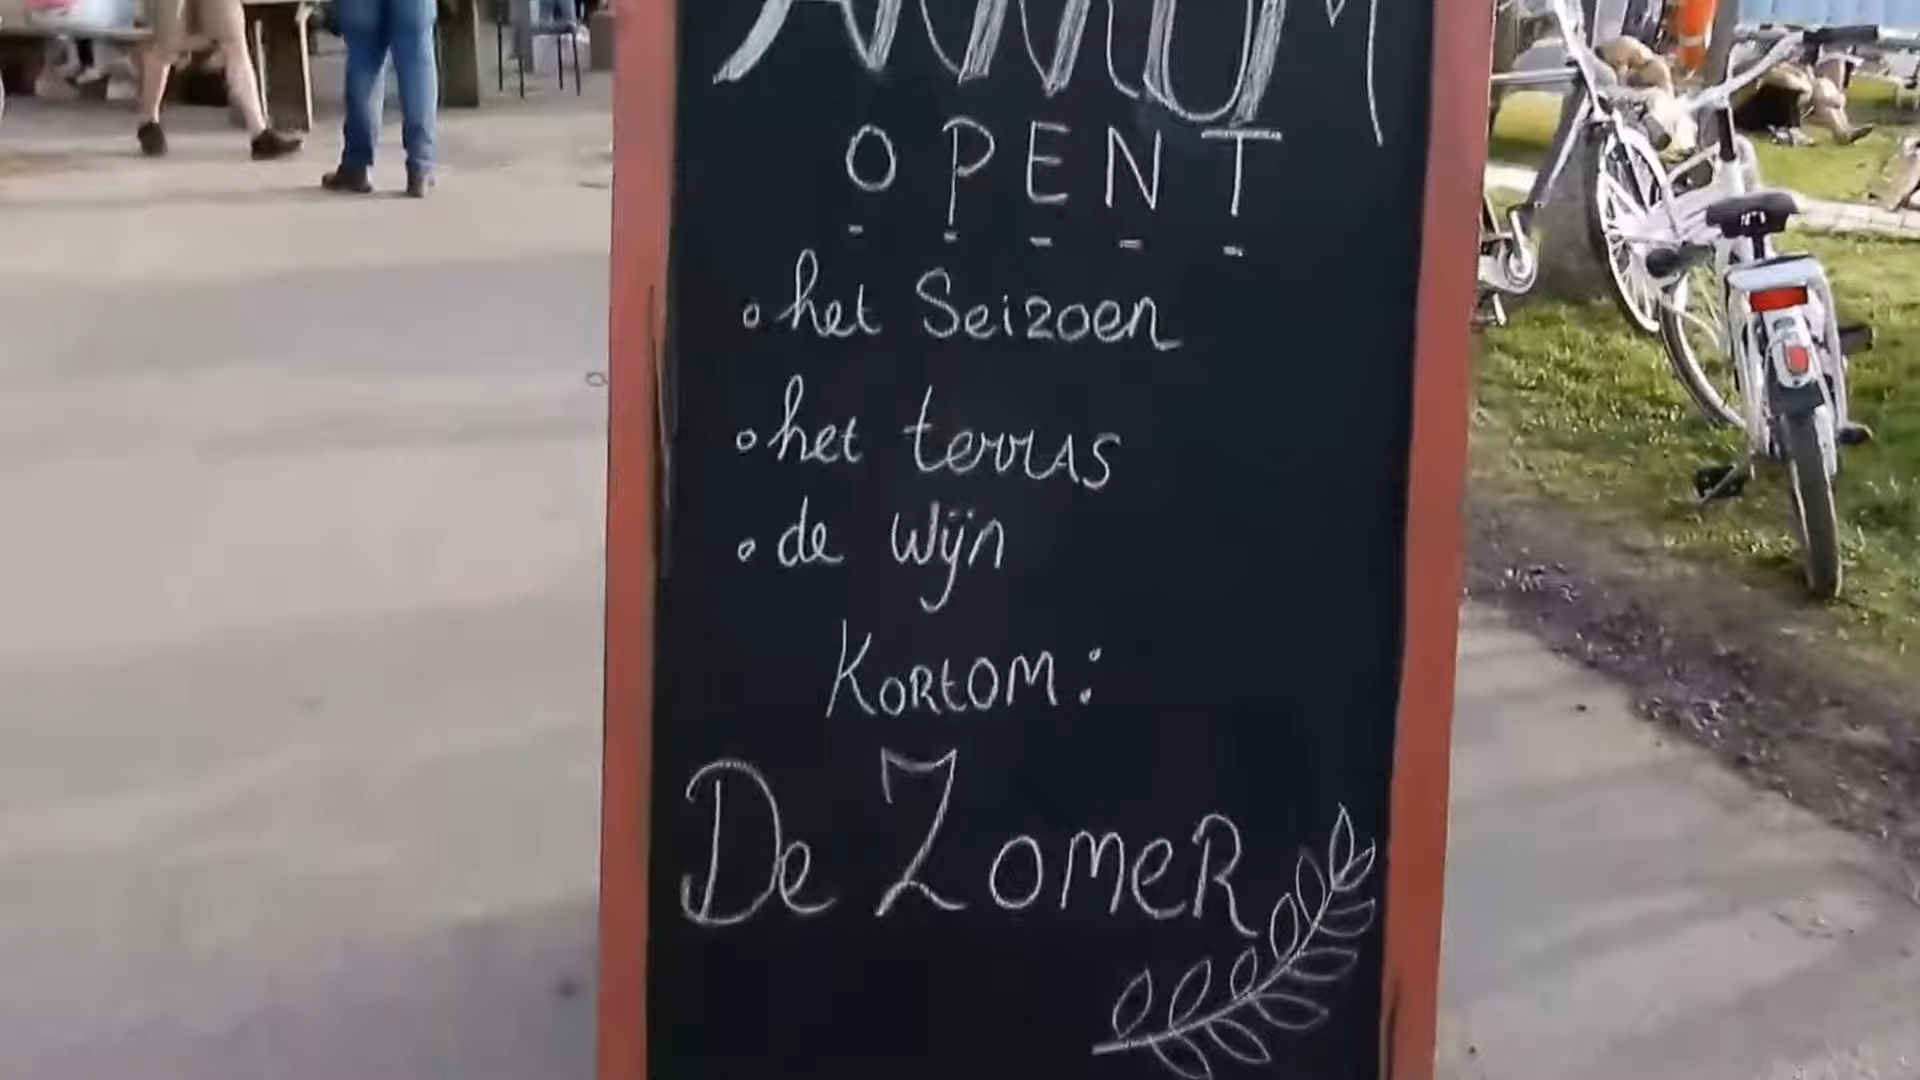 OPENT
het Seizoen
het terras
de wijn
Kortom:
De Zomer